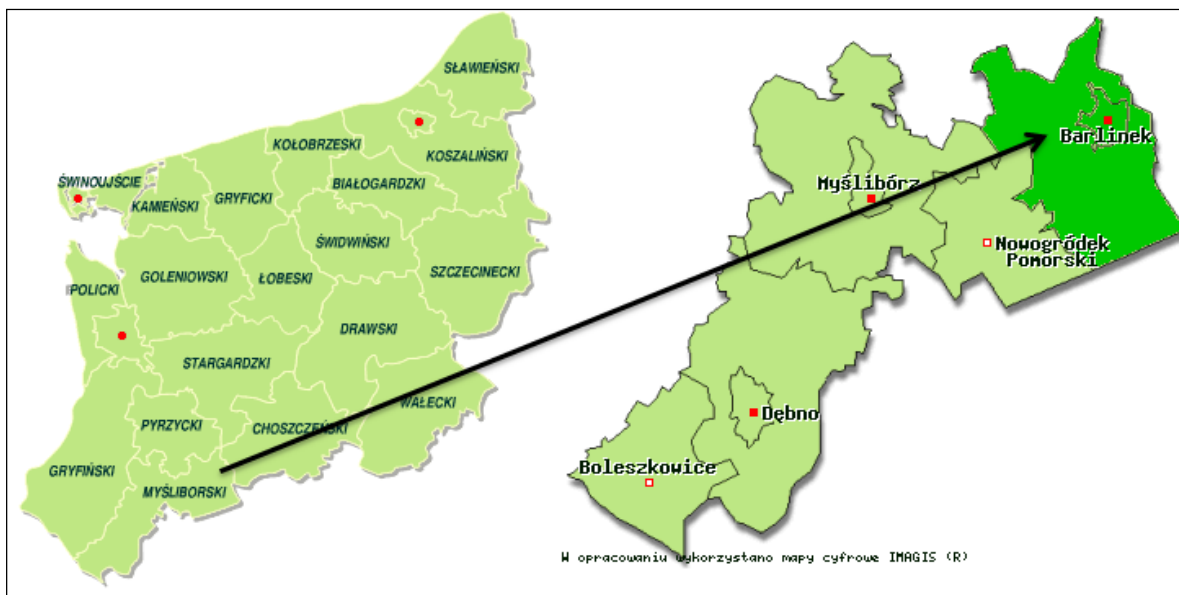 SŁAWIEŃSKI
KOŁOBRZESKI
KOSZALIŃSKI
ŚWINOUJŚCIE
BIAŁOGARDZKI
KAMIEŃSKI
GRYFICKI
ŚWIDWIŃSKI
GOLENIOWSKI
ŁOBESKI
SZCZECINECKI
POLICKI
DRAWSKI
STARGARDZKI
WAŁECKI
PYRZYCKI
CHOSZCZEŃSKI
GRYFIŃSKI
MYŚLIBORSKI
Barlinek
Myślibórz
Nowogródek
Pomorski
Dębno
Boleszkowice
W opracowaniu wykorzystano mapy cyfrowe IMAGIS (R)